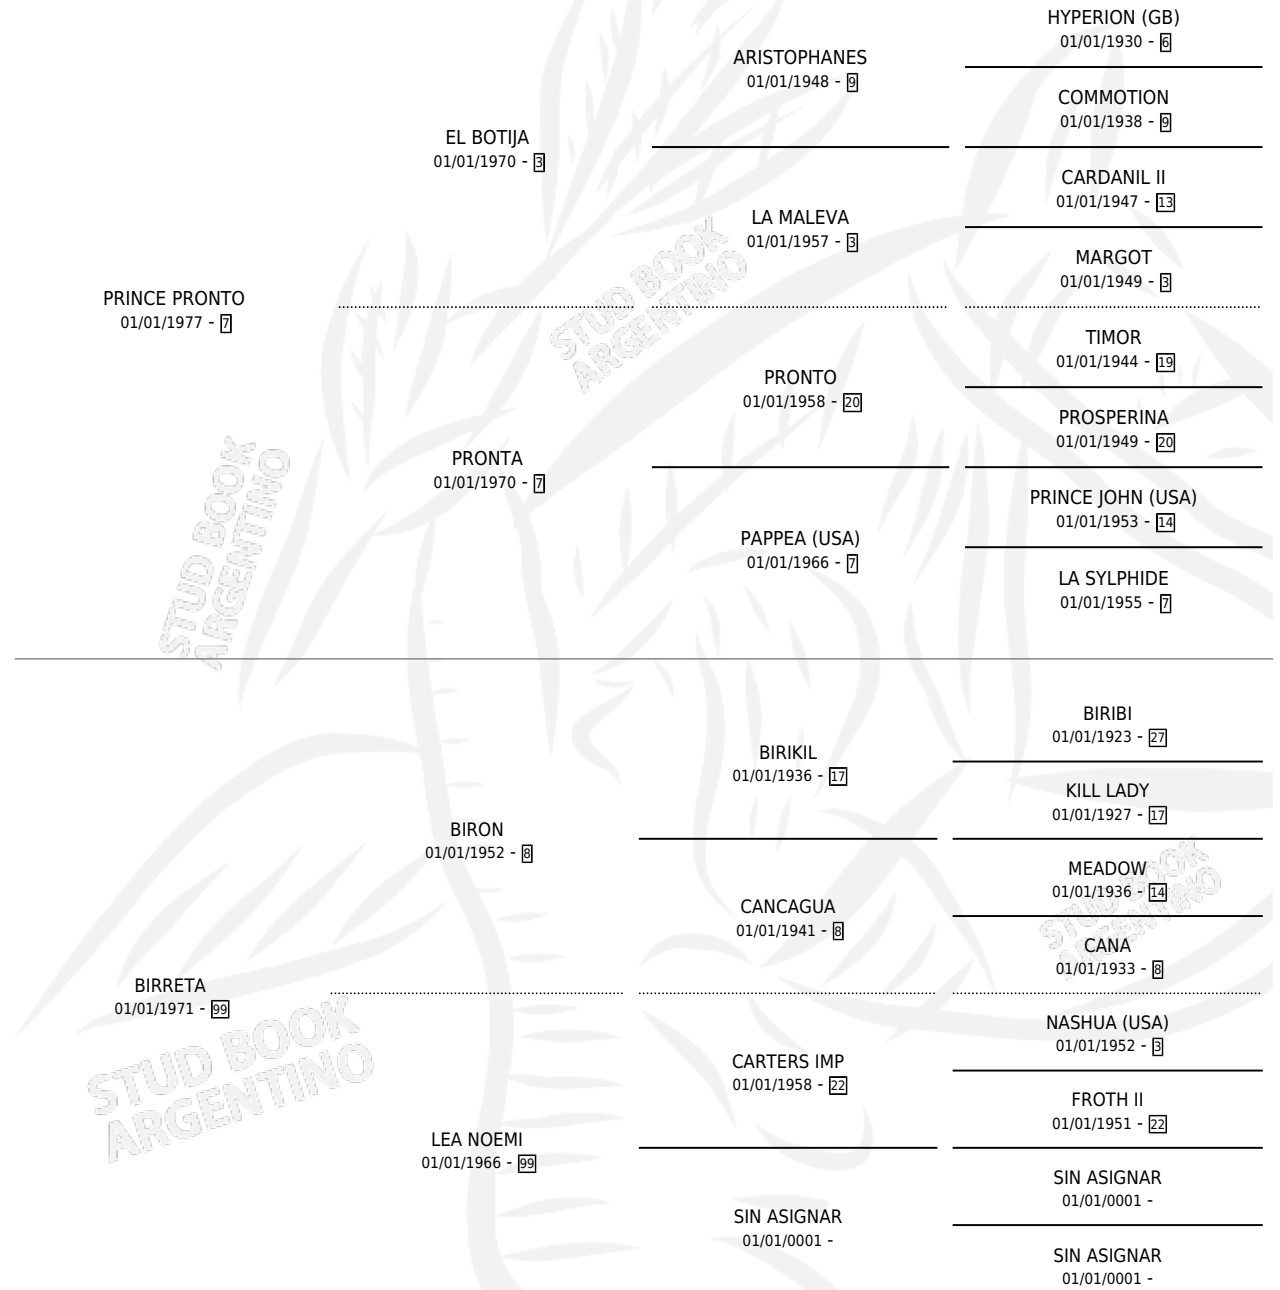 HYPERION (GB)
01/01/1930 - 6
ARISTOPHANES
01/01/1948 - 9
COMMOTION
01/01/1938 - 9
EL BOTIJA
01/01/1970 - 3
CARDANIL II
01/01/1947 - 13
LA MALEVA
01/01/1957 - 3
MARGOT
01/01/1949 - 3
PRINCE PRONTO
01/01/1977 - 7
TIMOR
01/01/1944 - 19
PRONTO
01/01/1958 - 20
PROSPERINA
01/01/1949 - 20
PRONTA
01/01/1970 - 7
PRINCE JOHN (USA)
01/01/1953 - 14
PAPPEA (USA)
01/01/1966 - 7
LA SYLPHIDE
01/01/1955 - 7
BIRIBI
01/01/1923 - 27
BIRIKIL
01/01/1936 - 17
KILL LADY
01/01/1927 - 17
BIRON
01/01/1952 - 8
MEADOW
01/01/1936 - 14
CANCAGUA
01/01/1941 - 8
CANA
01/01/1933 - 8
BIRRETA
01/01/1971 - 99
NASHUA (USA)
01/01/1952 - 3
CARTERS IMP
01/01/1958 - 22
FROTH II
01/01/1951 - 22
LEA NOEMI
01/01/1966 - 99
SIN ASIGNAR
01/01/0001 -
SIN ASIGNAR
01/01/0001 -
SIN ASIGNAR
01/01/0001 -
STUD BOOK
ARGENTINO
STUD BOOK
ARGENTINO
STUD BOOK
ARGENTINO
STUD BOOK
ARGENTINO